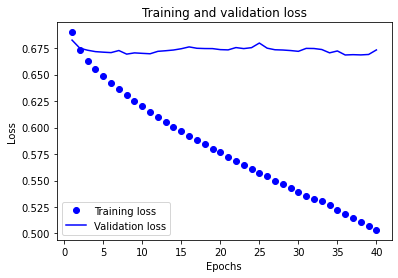 Training and validation loss
Loss
0.675
0.650
0.625
0.600
0.575
0.550
0.525
0.500
Training loss
Validation loss
0 5 10 15 20 25 30 35 40
Epochs